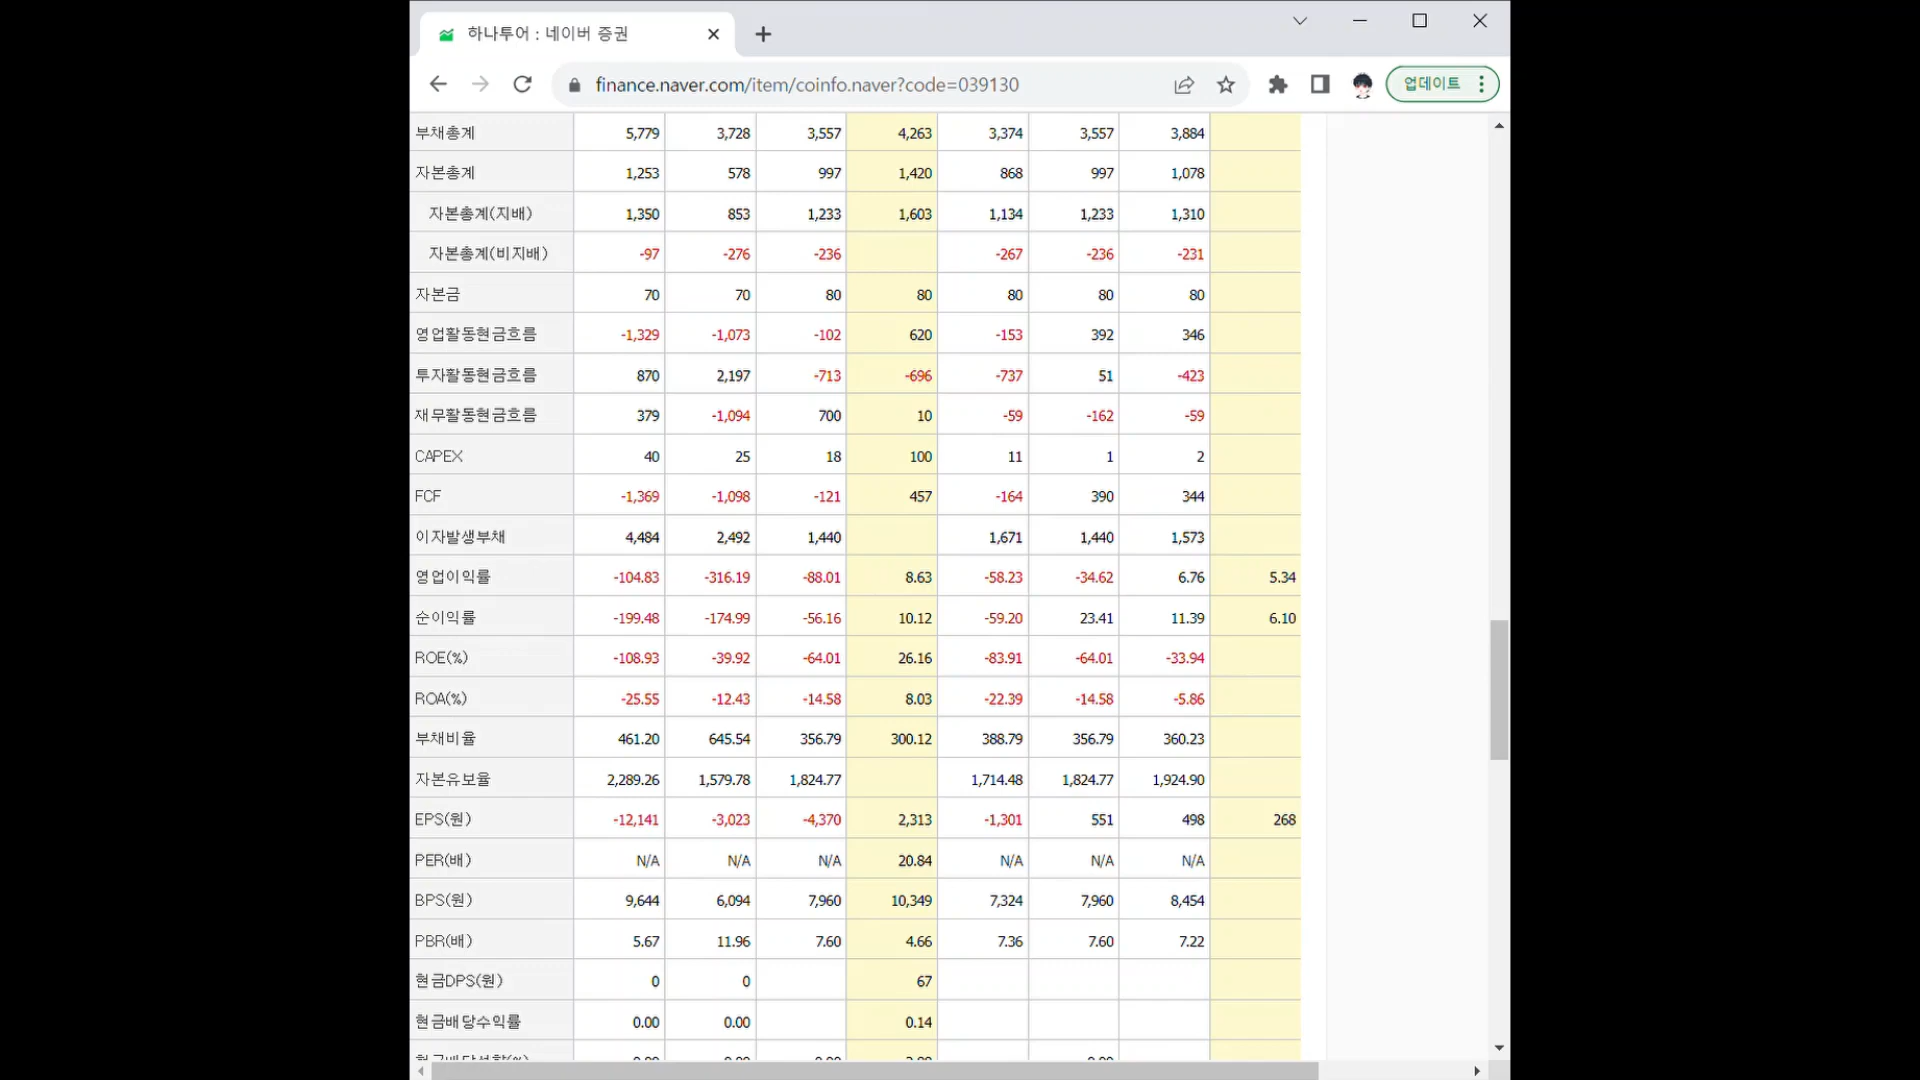 하나투어 : 네이버 증권
finance.naver.com/item/coinfo.naver?code=039130
업데이트
부채총계 5,779 3,728 3,557 4,263 3,374 3,557 3,884
자본총계 1,253 578 997 1,420 868 997 1,078
자본총계(지배) 1,350 853 1,233 1,603 1,134 1,233 1,310
자본총계(비지배) -97 -276 -236 -267 -236 -231
자본금 70 70 80 80 80 80 80
영업활동현금흐름 -1,329 -1,073 -102 620 -153 392 346
투자활동현금흐름 870 2,197 -713 -696 -737 51 -423
재무활동현금흐름 379 -1,094 700 10 -59 -162 -59
CAPEX 40 25 18 100 11 1 2
FCF -1,369 -1,098 -121 457 -164 390 344
이자발생부채 4,484 2,492 1,440 1,671 1,440 1,573
영업이익률 -104.83 -316.19 -88.01 8.63 -58.23 -34.62 6.76 5.34
순이익률 -199.48 -174.99 -56.16 10.12 -59.20 23.41 11.39 6.10
ROE(%) -108.93 -39.92 -64.01 26.16 -83.91 -64.01 -33.94
ROA(%) -25.55 -12.43 -14.58 8.03 -22.39 -14.58 -5.86
부채비율 461.20 645.54 356.79 300.12 388.79 356.79 360.23
자본유보율 2,289.26 1,579.78 1,824.77 1,714.48 1,824.77 1,924.90
EPS(원) -12,141 -3,023 -4,370 2,313 -1,301 551 498 268
PER(배) N/A N/A N/A 20.84 N/A N/A N/A
BPS(원) 9,644 6,094 7,960 10,349 7,324 7,960 8,454
PBR(배) 5.67 11.96 7.60 4.66 7.36 7.60 7.22
현금DPS(원) 0 0 67
현금배당수익률 0.00 0.00 0.14